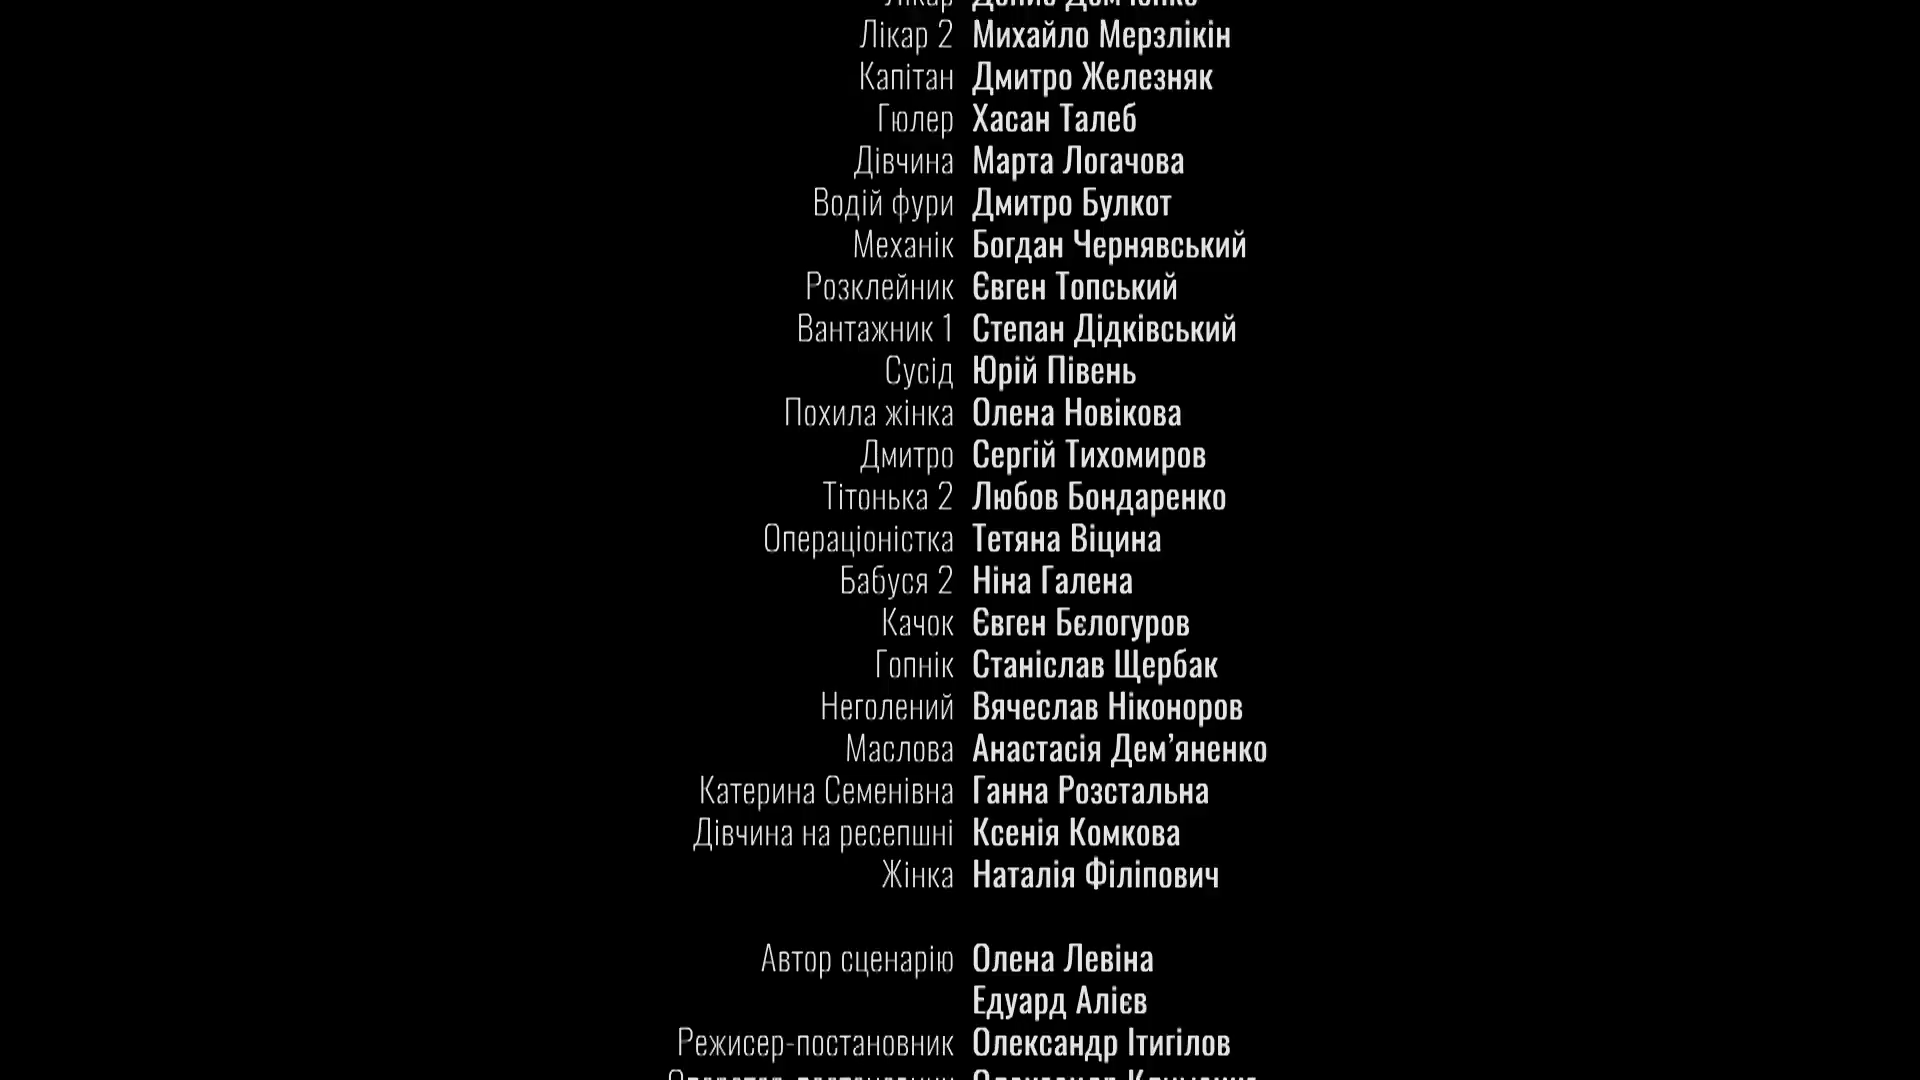 Лікар 2 Михайло Мерзлікін
Капітан Дмитро Железняк
Гюлер Хасан Талеб
Дівчина Марта Логачова
Водій фури Дмитро Булкот
Механік Богдан Чернявський
Розклейник Євген Топський
Вантажник 1 Степан Дідківський
Сусід Юрій Півень
Похила жінка Олена Новікова
Дмитро Сергій Тихомиров
Тітонька 2 Любов Бондаренко
Операціоністка Тетяна Віцина
Бабуся 2 Ніна Галена
Качок Євген Бєлогуров
Гопнік Станіслав Щербак
Неголений Вячеслав Ніконоров
Маслова Анастасія Дем’яненко
Катерина Семенівна Ганна Розстальна
Дівчина на ресепшні Ксенія Комкова
Жінка Наталія Філіпович
Автор сценарію Олена Левіна
Едуард Алієв
Режисер-постановник Олександр Ітигілов